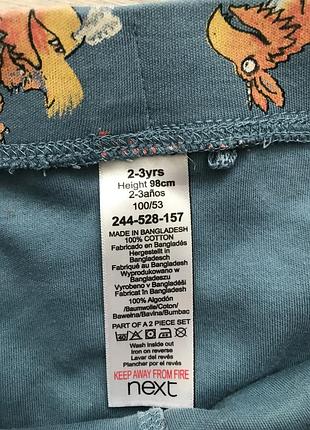 2-3yrs
Height 98cm
2-3años
100/53
244-528-157
MADE IN BANGLADESH
100% COTTON
Fabricado en Bangladés
Hergestellt in
Bangladesch
Fabriqué au Bangladesh
Wyprodukowano w
Bangladeszu
Vyrobeno v Bangladéši
Fabricat în Bangladesh
100% Algodón
/Baumwolle/Coton/
Bawełna/Bavlna/Bumbac
PART OF A 2 PIECE SET
40
Wash inside out
Iron on reverse
Lavar del revés
Planchar por el revés
KEEP AWAY FROM FIRE
next